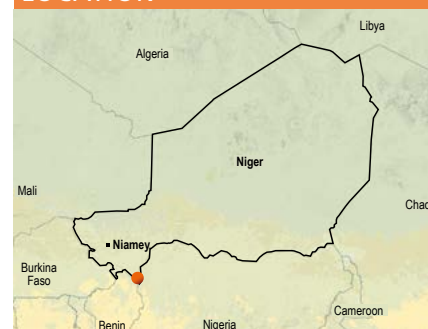 Libya
Algeria
Niger
Mali
Chad
Niamey
Burkina
Faso
Benin
Nigeria
Cameroon